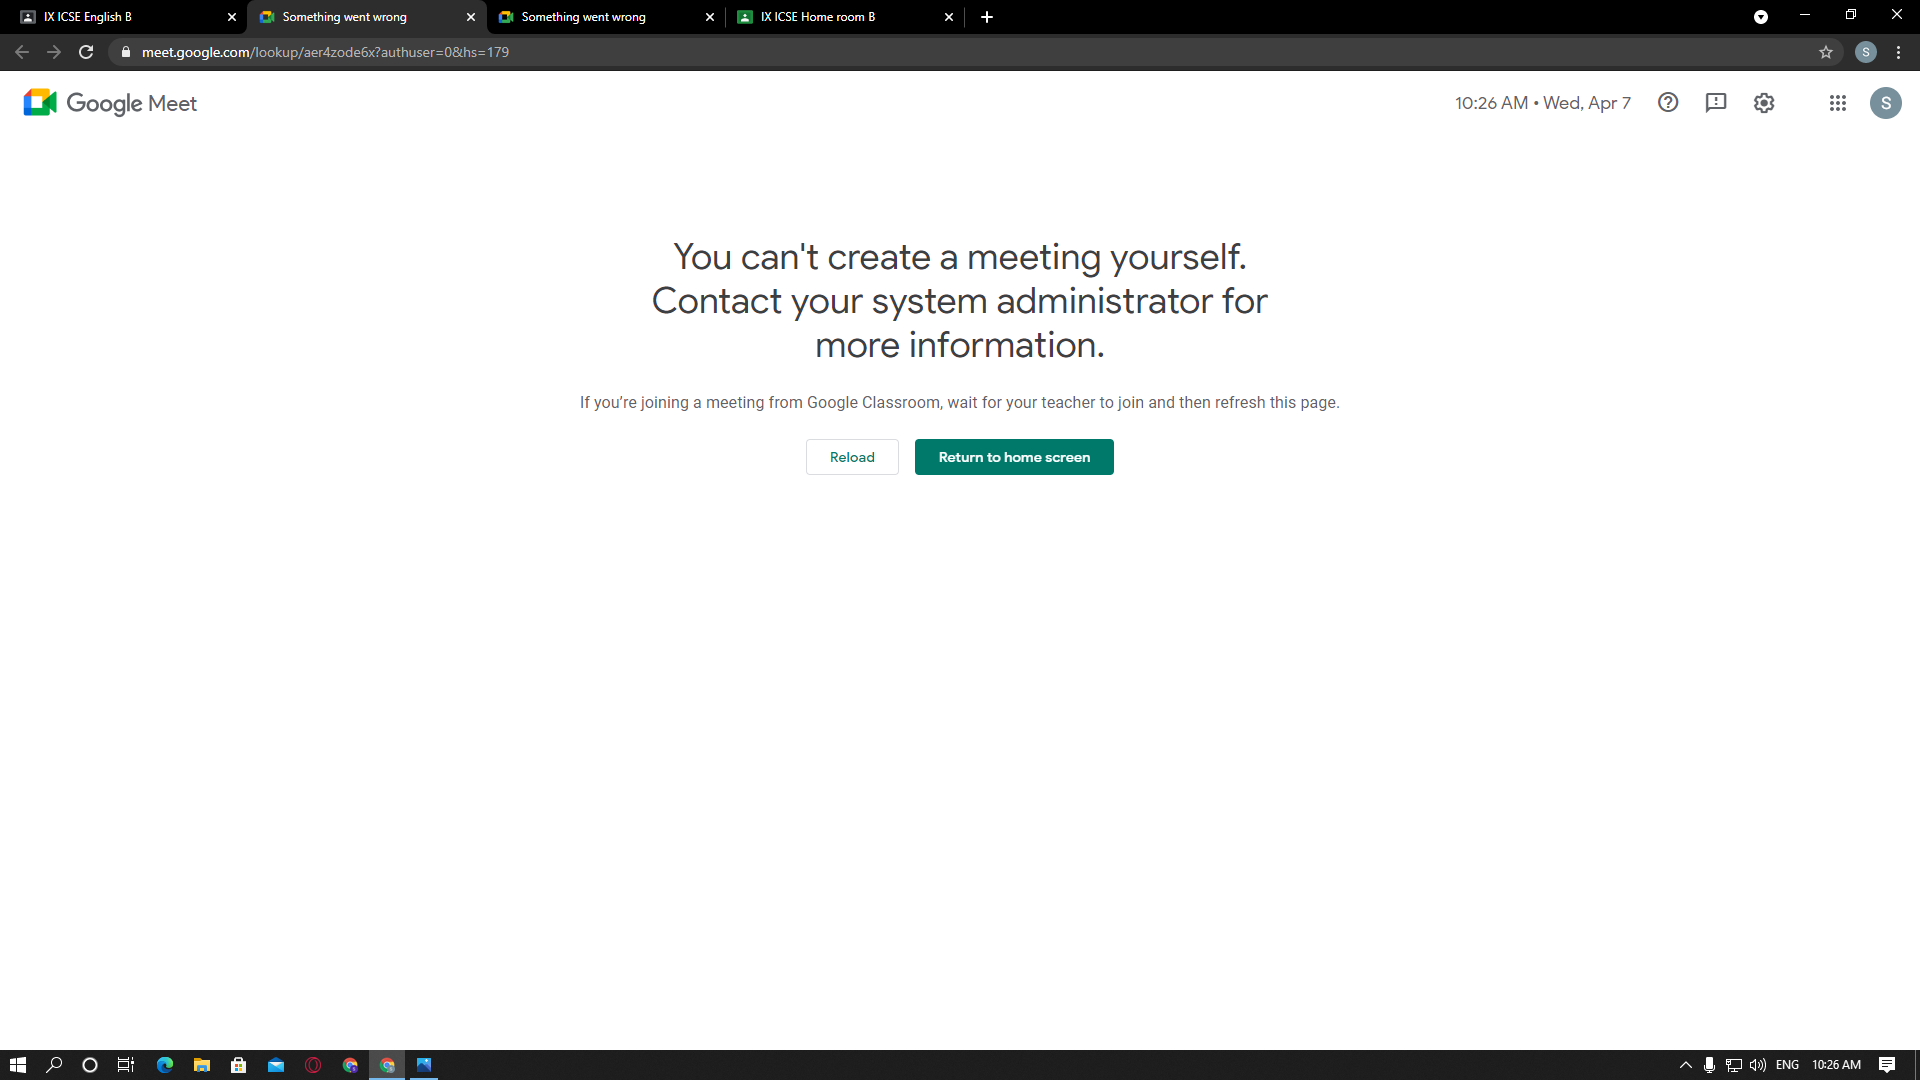 IX ICSE English B
Something went wrong
Something went wrong
IX ICSE Home room B
meet.google.com/lookup/aer4zode6x?authuser=0&hs=179
S
Google Meet
10:26 AM • Wed, Apr 7
S
You can't create a meeting yourself.
Contact your system administrator for
more information.
If you’re joining a meeting from Google Classroom, wait for your teacher to join and then refresh this page.
Reload
Return to home screen
ENG
10:26 AM